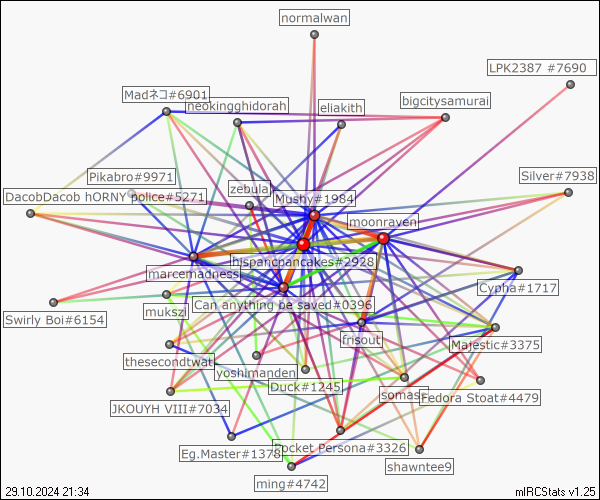 normalwan
LPK2387 #7690
Madネコ#6901
neokingghidorah
eliakith
bigcitysamurai
Pikabro#9971
Silver#7938
DacobDacob hORNY police#5271
zebula
Mushy#1984
moonraven
hispanicpancakes#2928
marcemadness
Cypha#1717
mukszi
Can anything be saved#0396
Swirly Boi#6154
frisout
Majestic#3375
thesecondtwat
yoshimanden
Duck#1245
somass
Fedora Stoat#4479
JKOUYH VIII#7034
Pocket Persona#3326
Eg.Master#1378
shawntee9
ming#4742
29.10.2024 21:34
mIRCStats v1.25